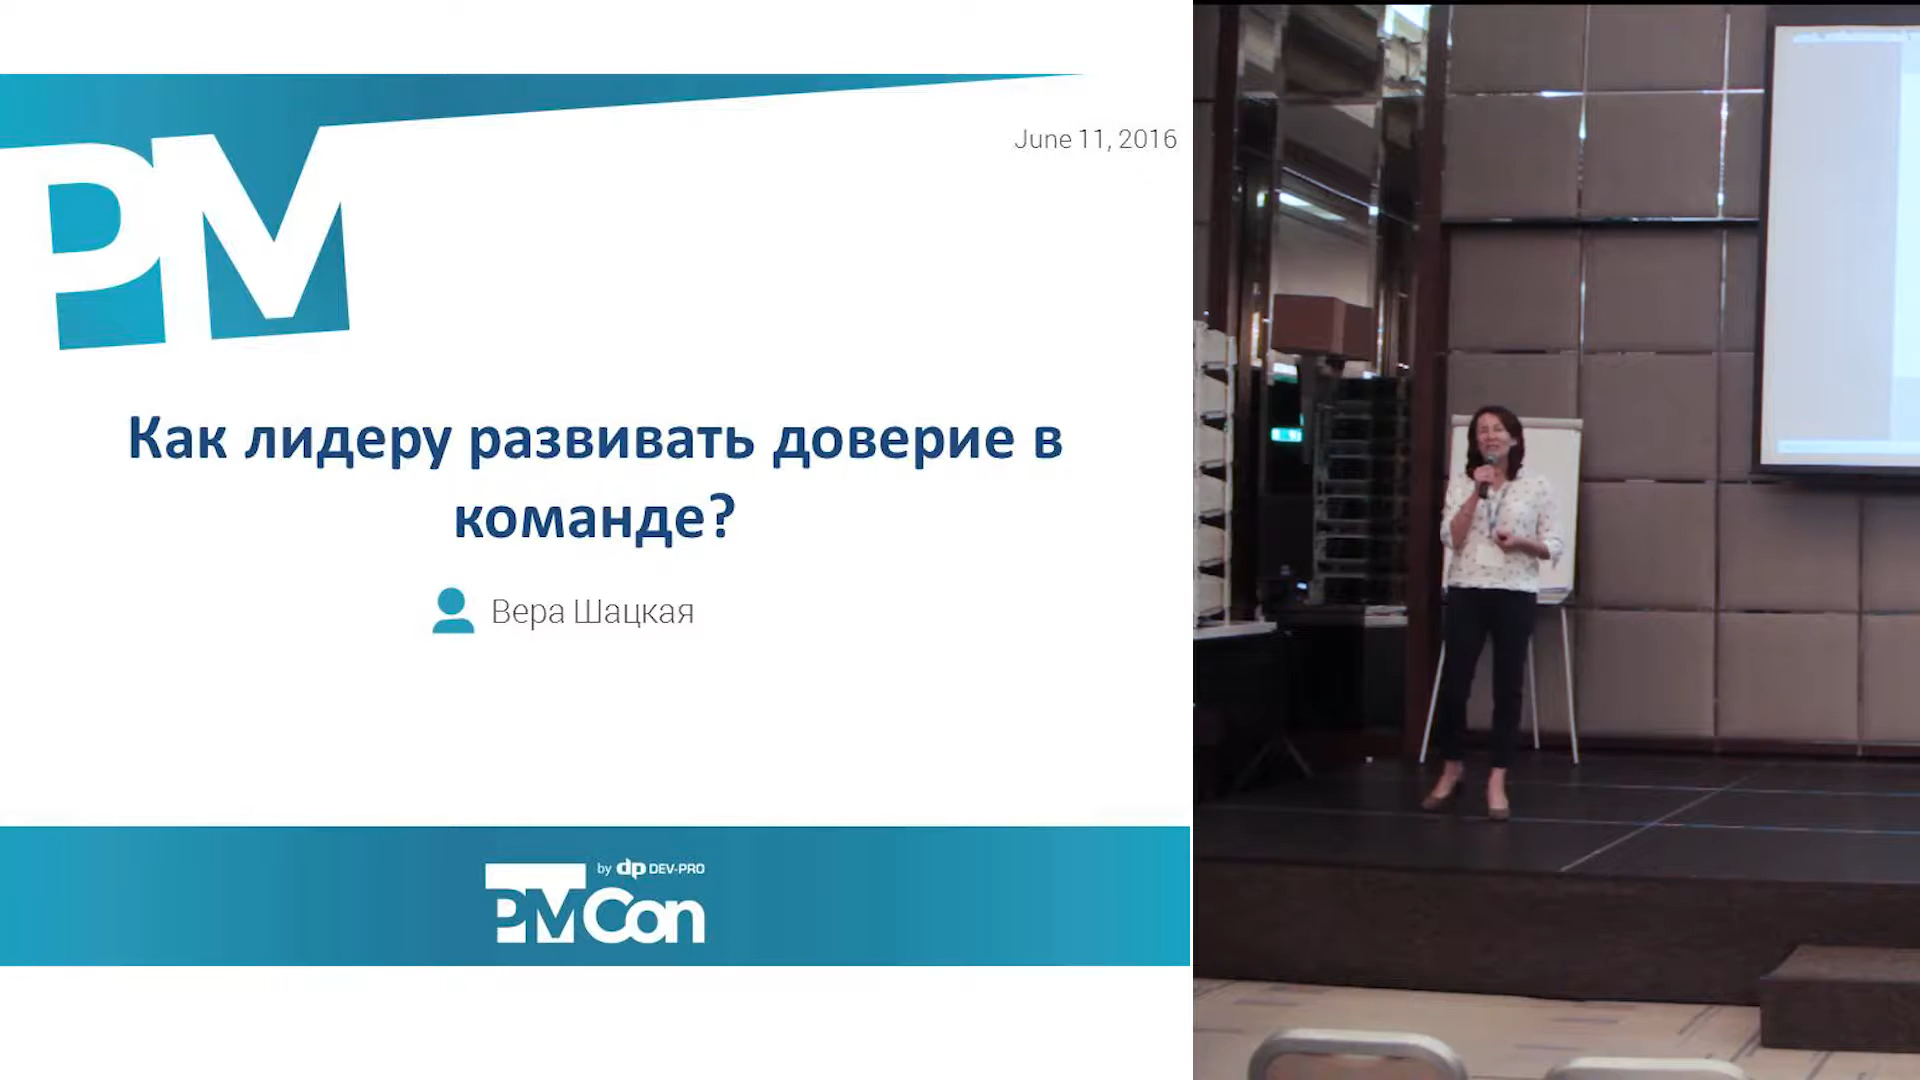 June 11, 2016
PM
Как лидеру развивать доверие в
команде?
Вера Шацкая
by dp DEV-PRO
PMCon